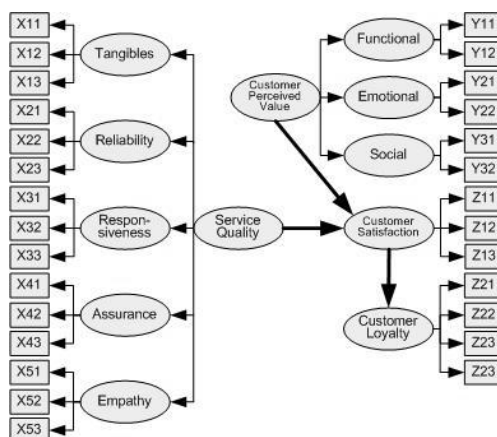 X11
X12
X13
X21
X22
X23
X31
X32
X33
X41
X42
X43
X51
X52
X53
Tangibles
Reliability
Respon-
siveness
Assurance
Empathy
Service
Quality
Customer
Perceived
Value
Functional
Emotional
Social
Customer
Satisfaction
Customer
Loyalty
Y11
Y12
Y21
Y22
Y31
Y32
Z11
Z12
Z13
Z21
Z22
Z23
Z23